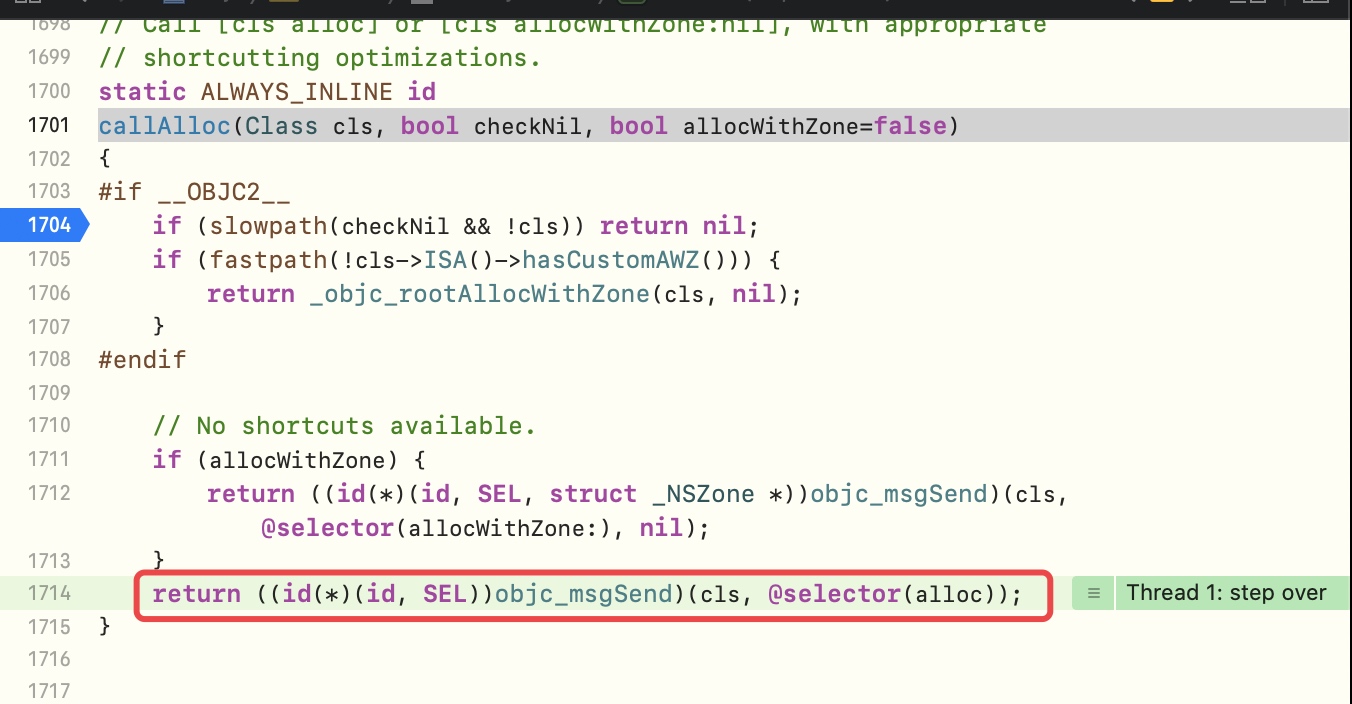 1698 // Call [cls alloc] or [cls allocWithZone:nil], with appropriate
1699 // shortcutting optimizations.
1700 static ALWAYS_INLINE id
1701 callAlloc(Class cls, bool checkNil, bool allocWithZone=false)
1702 {
1703 #if __OBJC2__
1704 if (slowpath(checkNil && !cls)) return nil;
1705 if (fastpath(!cls->ISA()->hasCustomAWZ())) {
1706 return _objc_rootAllocWithZone(cls, nil);
1707 }
1708 #endif
1709
1710 // No shortcuts available.
1711 if (allocWithZone) {
1712 return ((id(*)(id, SEL, struct _NSZone *))objc_msgSend)(cls,
@selector(allocWithZone:), nil);
1713 }
1714 return ((id(*)(id, SEL))objc_msgSend)(cls, @selector(alloc)); Thread 1: step over
1715 }
1716
1717